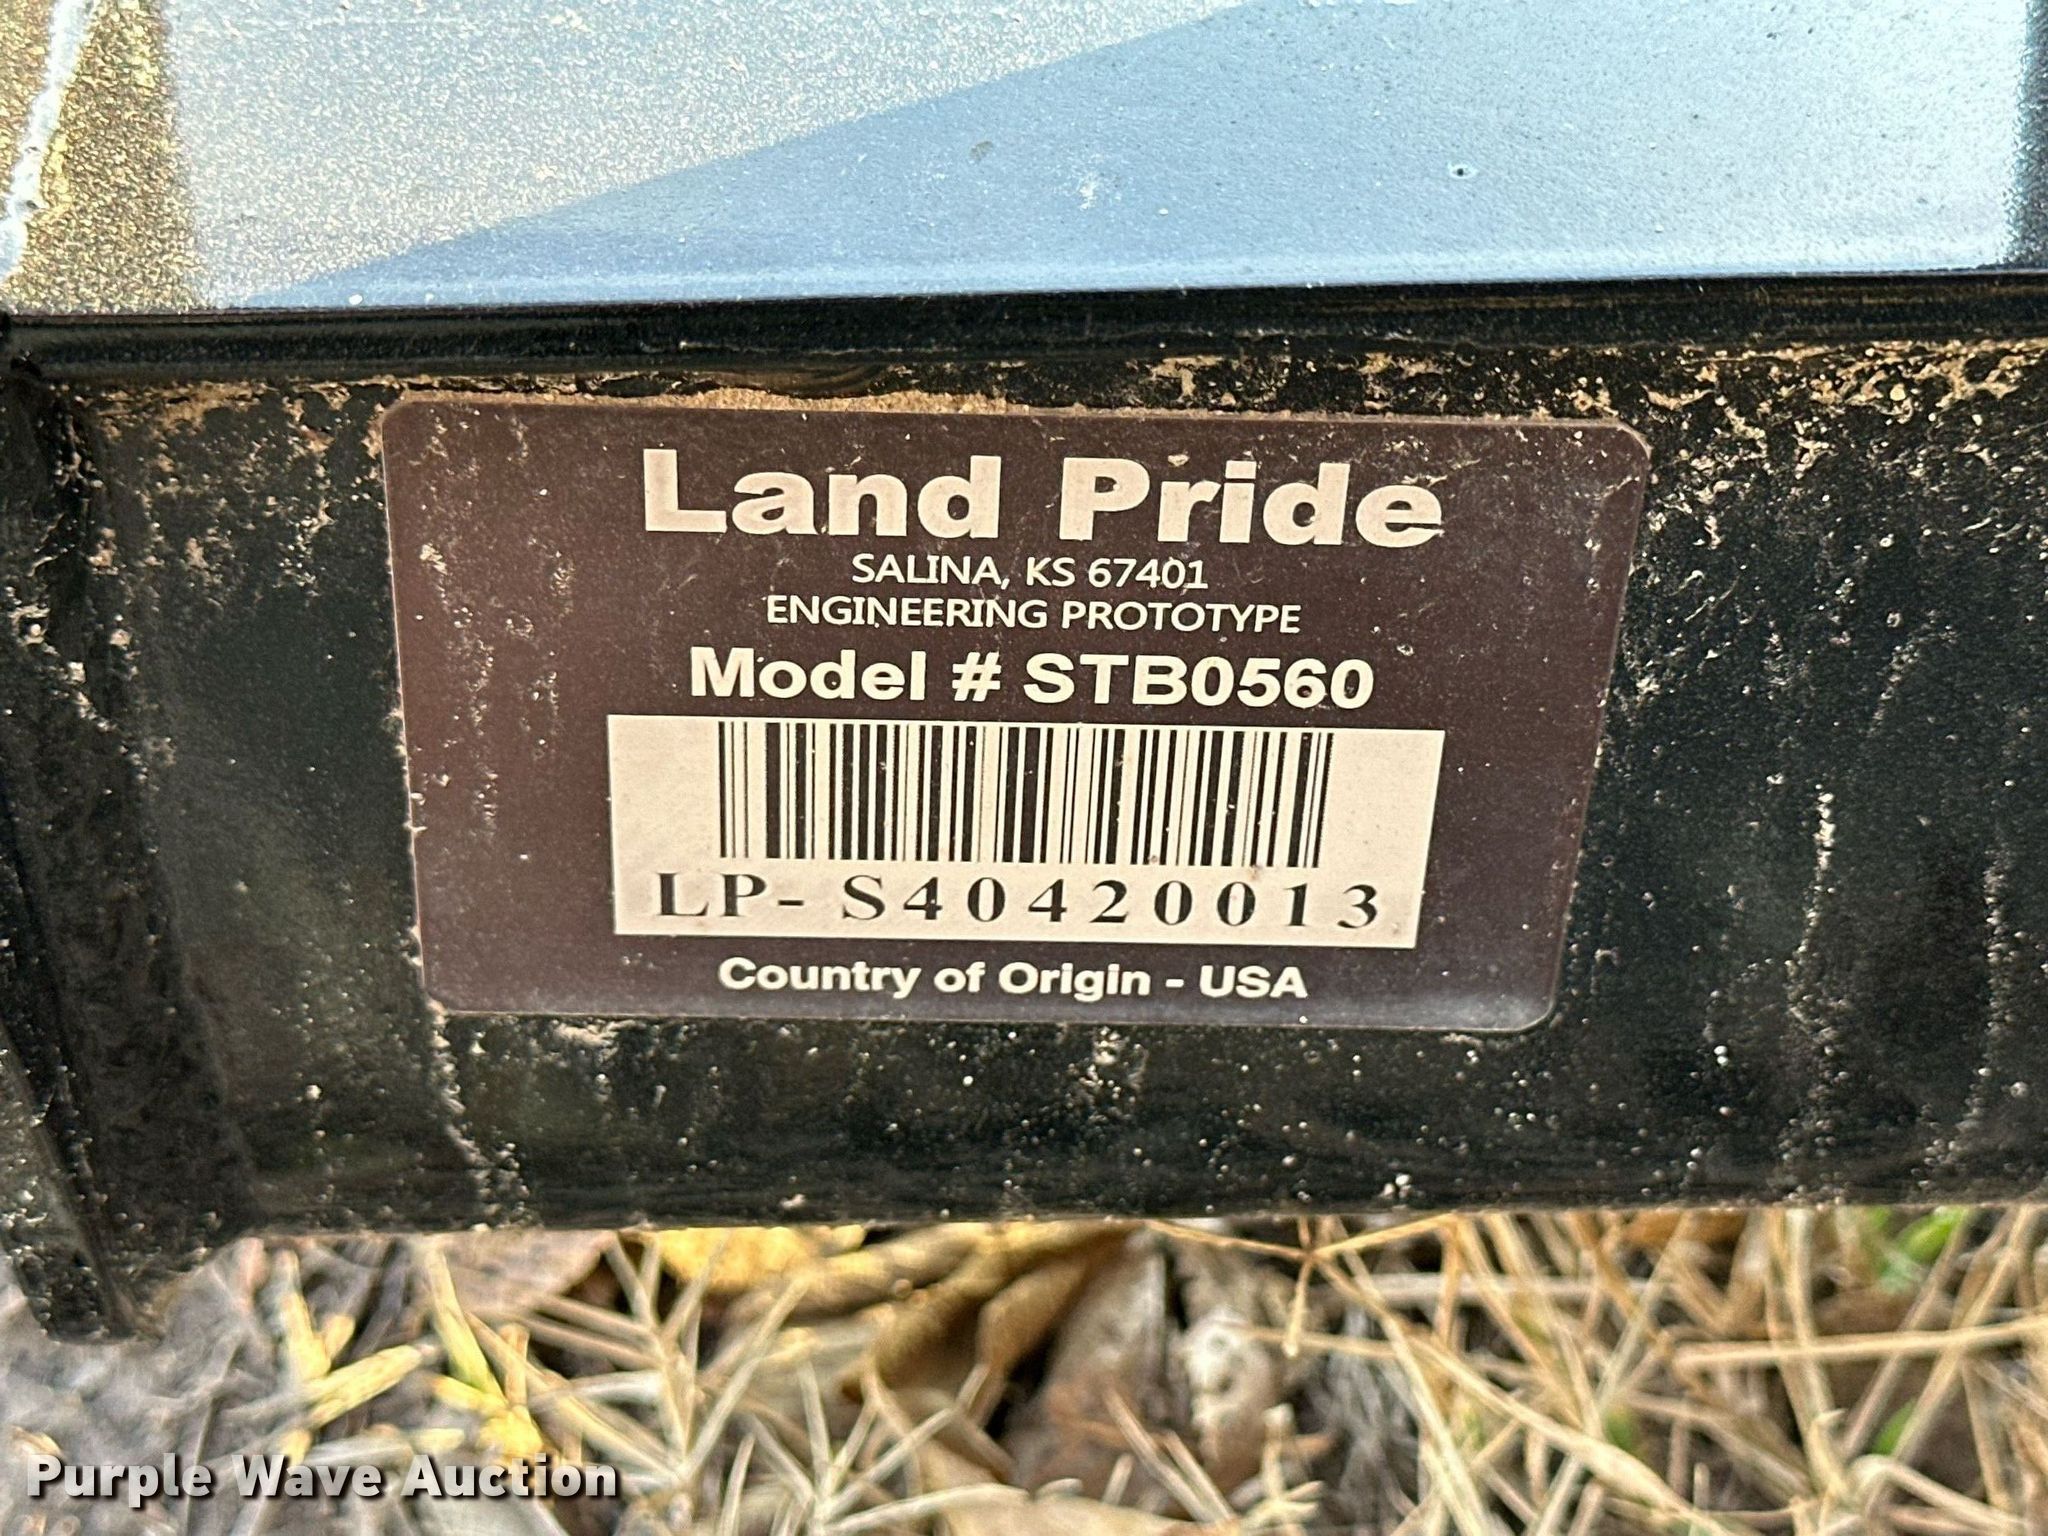 Land Pride
SALINA, KS 67401
ENGINEERING PROTOTYPE
Model # STB0560
LP- S40420013
Country of Origin - USA
Purple Wave Auction